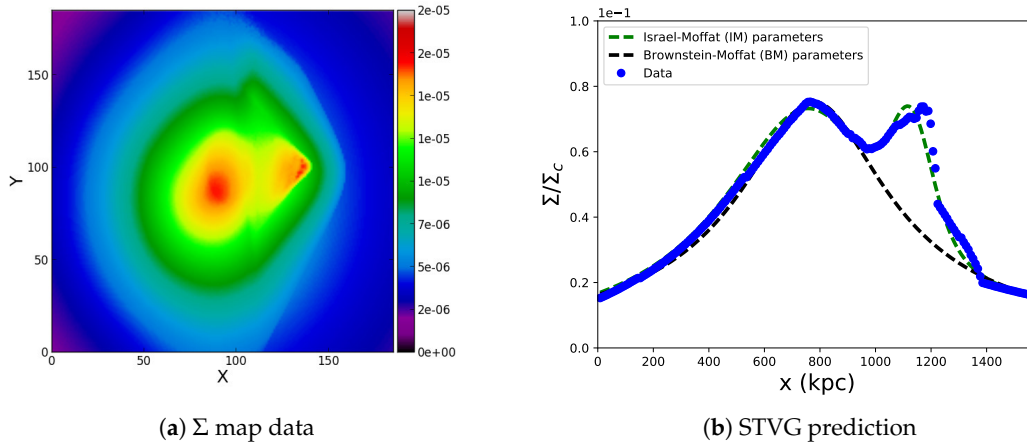 2e-05
2e-05
1e-05
1e-05
1e-05
7e-06
5e-06
2e-06
0e+00
150
100
50
0
0 50 100 150
Y
X
1e−1
1.0
0.8
0.6
0.4
0.2
0.0
0 200 400 600 800 1000 1200 1400
Σ/Σ_C
x (kpc)
Israel-Moffat (IM) parameters
Brownstein-Moffat (BM) parameters
Data
(a) Σ map data
(b) STVG prediction